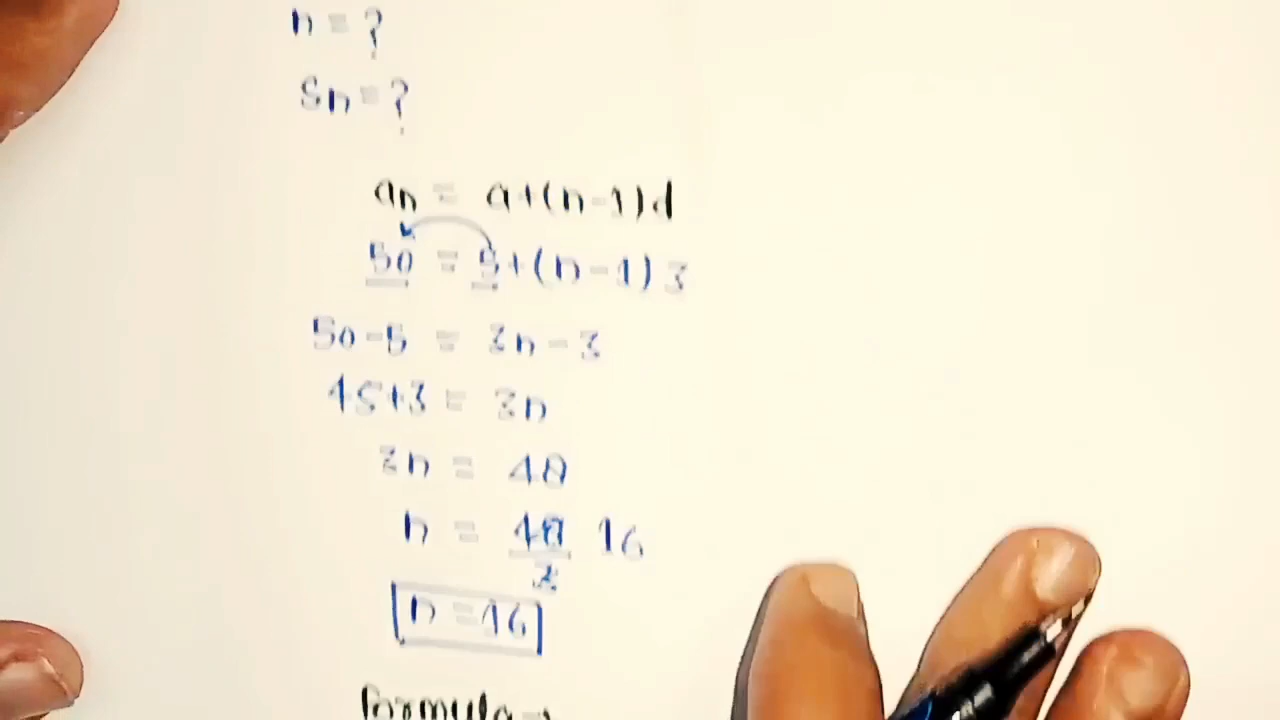 n = ?
Sn = ?
an = a+(n-1)d
50 = 5+(n-1)3
50-5 = 3n-3
45+3 = 3n
3n = 48
n = 48/3 16
n = 16
formula →